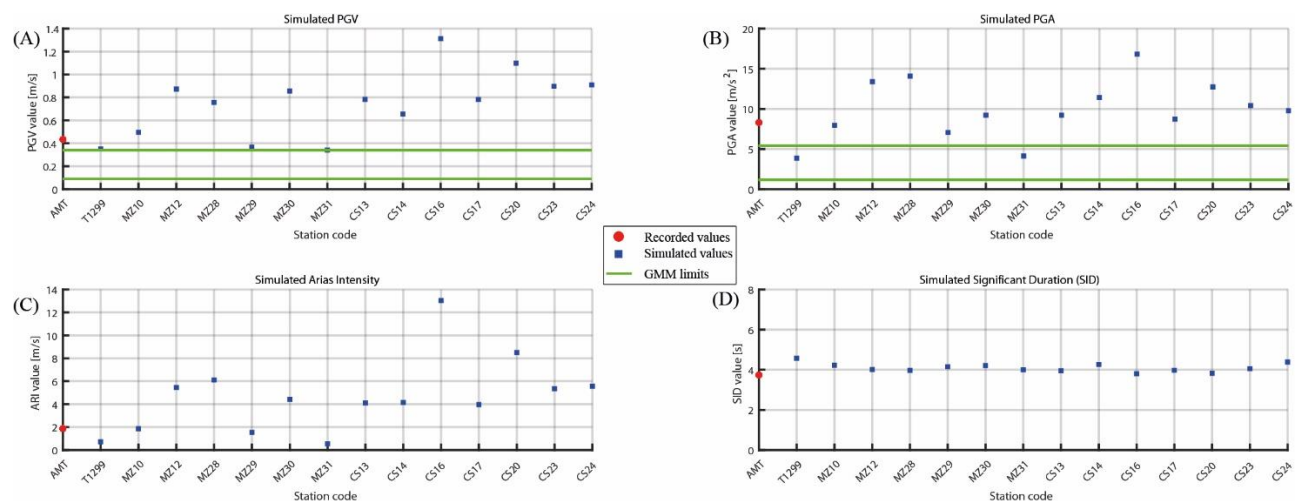 (A)
Simulated PGV
PGV value [m/s]
1.4
1.2
1
0.8
0.6
0.4
0.2
0
AMT T1299 MZ10 MZ12 MZ28 MZ29 MZ30 MZ31 CS13 CS14 CS16 CS17 CS20 CS23 CS24
Station code
(B)
Simulated PGA
PGA value [m/s²]
20
15
10
5
0
AMT T1299 MZ10 MZ12 MZ28 MZ29 MZ30 MZ31 CS13 CS14 CS16 CS17 CS20 CS23 CS24
Station code
Recorded values
Simulated values
GMM limits
(C)
Simulated Arias Intensity
ARI value [m/s]
14
12
10
8
6
4
2
0
AMT T1299 MZ10 MZ12 MZ28 MZ29 MZ30 MZ31 CS13 CS14 CS16 CS17 CS20 CS23 CS24
Station code
(D)
Simulated Significant Duration (SID)
SID value [s]
8
6
4
2
0
AMT T1299 MZ10 MZ12 MZ28 MZ29 MZ30 MZ31 CS13 CS14 CS16 CS17 CS20 CS23 CS24
Station code